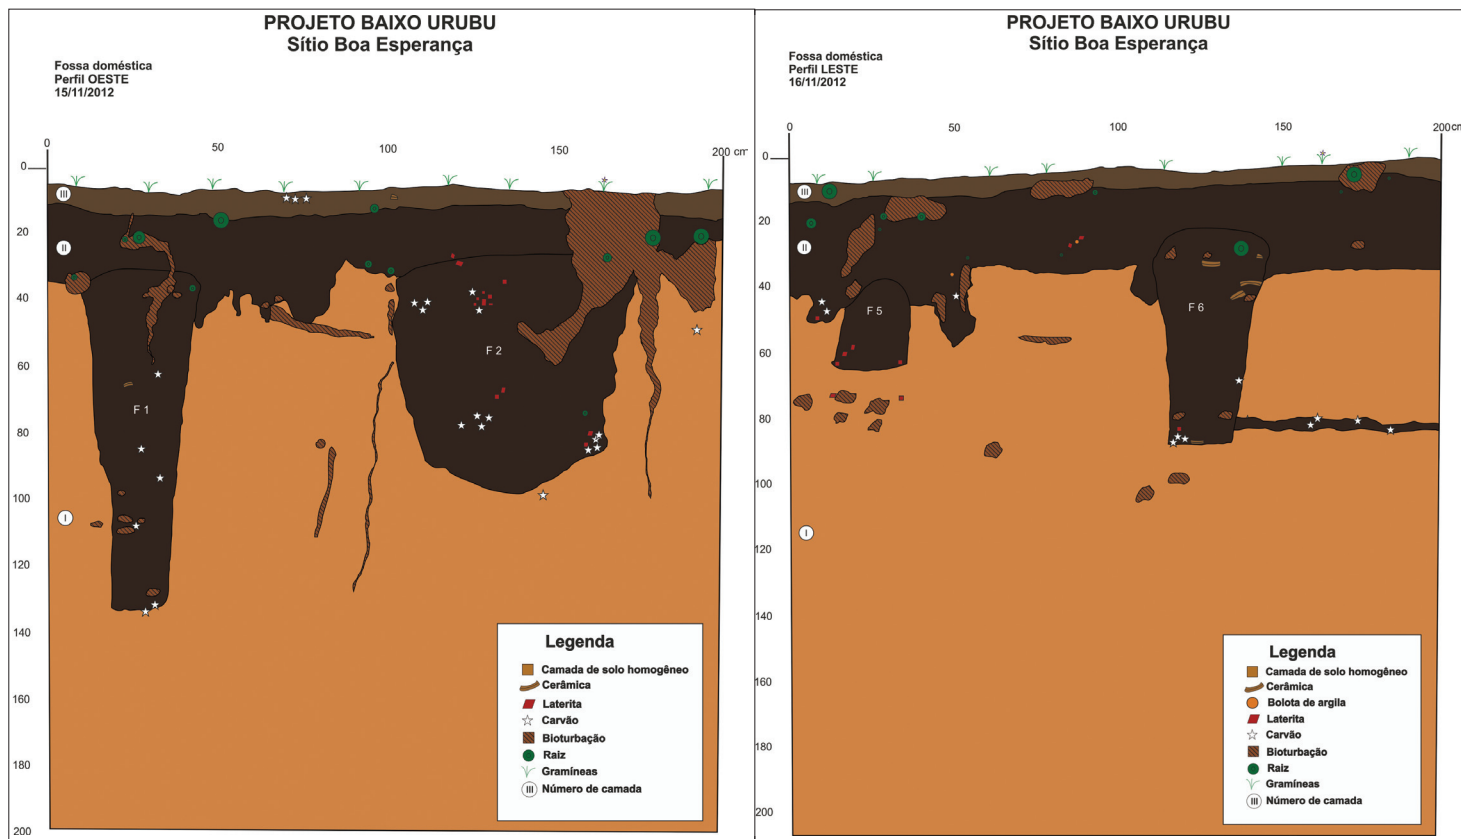 PROJETO BAIXO URUBU
Sítio Boa Esperança
Fossa doméstica
Perfil OESTE
15/11/2012
0 50 100 150 200 cm
0
20
40
60
80
100
120
140
160
180
200
III
II
I
F 1
F 2
Legenda
Camada de solo homogêneo
Cerâmica
Laterita
Carvão
Bioturbação
Raiz
Gramíneas
III Número de camada
PROJETO BAIXO URUBU
Sítio Boa Esperança
Fossa doméstica
Perfil LESTE
16/11/2012
0 50 100 150 200cm
0
20
40
60
80
100
120
140
160
180
200
III
II
I
F 5
F 6
Legenda
Camada de solo homogêneo
Cerâmica
Bolota de argila
Laterita
Carvão
Bioturbação
Raiz
Gramíneas
III Número de camada